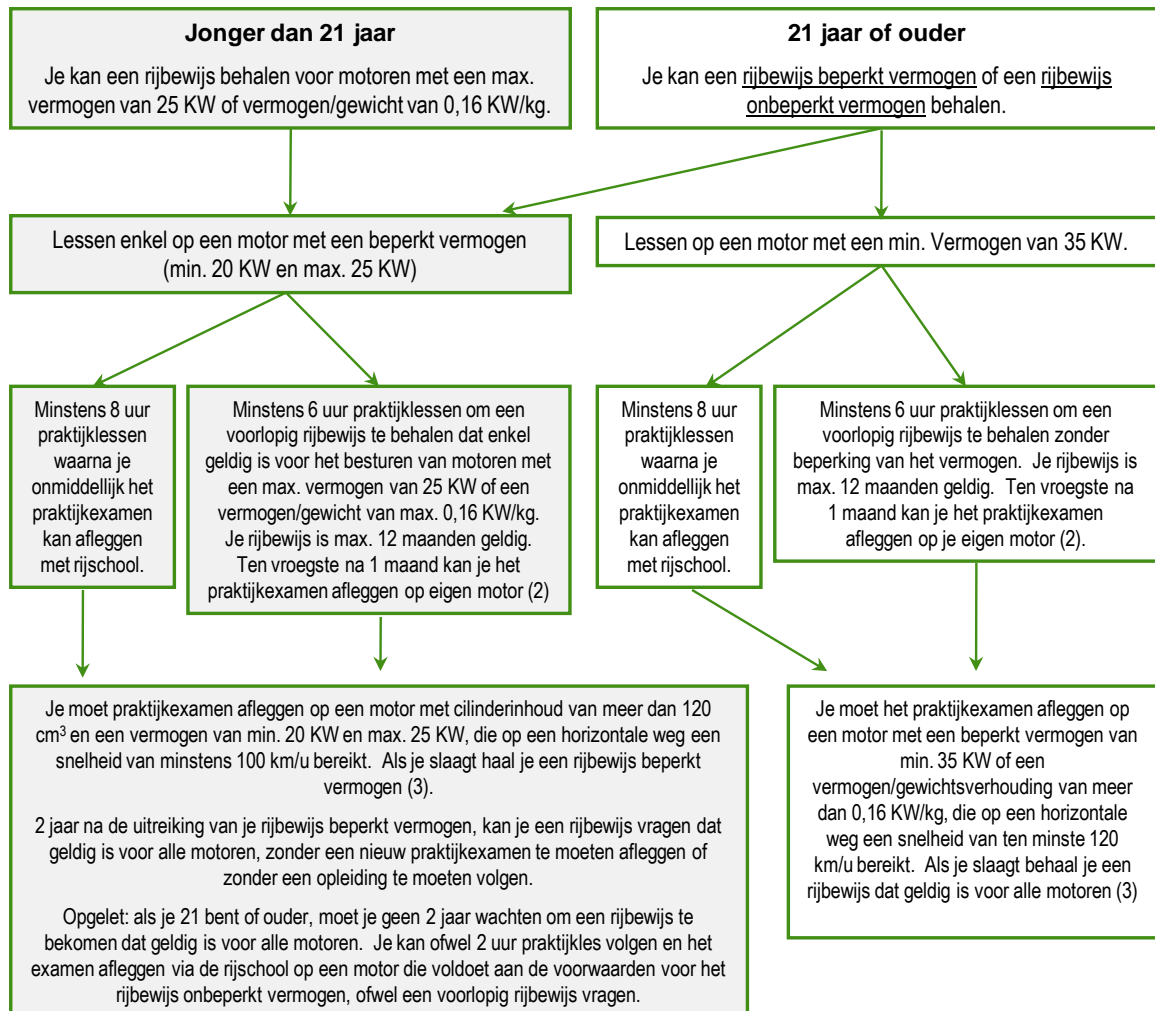 Jonger dan 21 jaar
Je kan een rijbewijs behalen voor motoren met een max.
vermogen van 25 KW of vermogen/gewicht van 0,16 KW/kg.
21 jaar of ouder
Je kan een rijbewijs beperkt vermogen of een rijbewijs
onbeperkt vermogen behalen.
Lessen enkel op een motor met een beperkt vermogen
(min. 20 KW en max. 25 KW)
Lessen op een motor met een min. Vermogen van 35 KW.
Minstens 8 uur
praktijklessen
waarna je
onmiddellijk het
praktijkexamen
kan afleggen
met rijschool.
Minstens 6 uur praktijklessen om een
voorlopig rijbewijs te behalen dat enkel
geldig is voor het besturen van motoren met
een max. vermogen van 25 KW of een
vermogen/gewicht van max. 0,16 KW/kg.
Je rijbewijs is max. 12 maanden geldig.
Ten vroegste na 1 maand kan je het
praktijkexamen afleggen op eigen motor (2)
Minstens 8 uur
praktijklessen
waarna je
onmiddellijk het
praktijkexamen
kan afleggen
met rijschool.
Minstens 6 uur praktijklessen om een
voorlopig rijbewijs te behalen zonder
beperking van het vermogen. Je rijbewijs is
max. 12 maanden geldig. Ten vroegste na
1 maand kan je het praktijkexamen
afleggen op je eigen motor (2).
Je moet praktijkexamen afleggen op een motor met cilinderinhoud van meer dan 120
cm³ en een vermogen van min. 20 KW en max. 25 KW, die op een horizontale weg een
snelheid van minstens 100 km/u bereikt. Als je slaagt haal je een rijbewijs beperkt
vermogen (3).
2 jaar na de uitreiking van je rijbewijs beperkt vermogen, kan je een rijbewijs vragen dat
geldig is voor alle motoren, zonder een nieuw praktijkexamen te moeten afleggen of
zonder een opleiding te moeten volgen.
Opgelet: als je 21 bent of ouder, moet je geen 2 jaar wachten om een rijbewijs te
bekomen dat geldig is voor alle motoren. Je kan ofwel 2 uur praktijkles volgen en het
examen afleggen via de rijschool op een motor die voldoet aan de voorwaarden voor het
rijbewijs onbeperkt vermogen, ofwel een voorlopig rijbewijs vragen.
Je moet het praktijkexamen afleggen op
een motor met een beperkt vermogen van
min. 35 KW of een
vermogen/gewichtsverhouding van meer
dan 0,16 KW/kg, die op een horizontale
weg een snelheid van ten minste 120
km/u bereikt. Als je slaagt behaal je een
rijbewijs dat geldig is voor alle motoren (3)